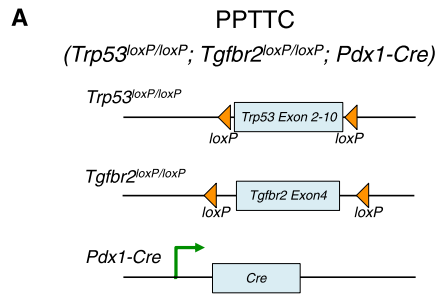 A
PPTTC
(Trp53loxP/loxP; Tgfbr2loxP/loxP; Pdx1-Cre)
Trp53loxP/loxP
Trp53 Exon 2-10
loxP loxP
Tgfbr2loxP/loxP
Tgfbr2 Exon4
loxP loxP
Pdx1-Cre
Cre